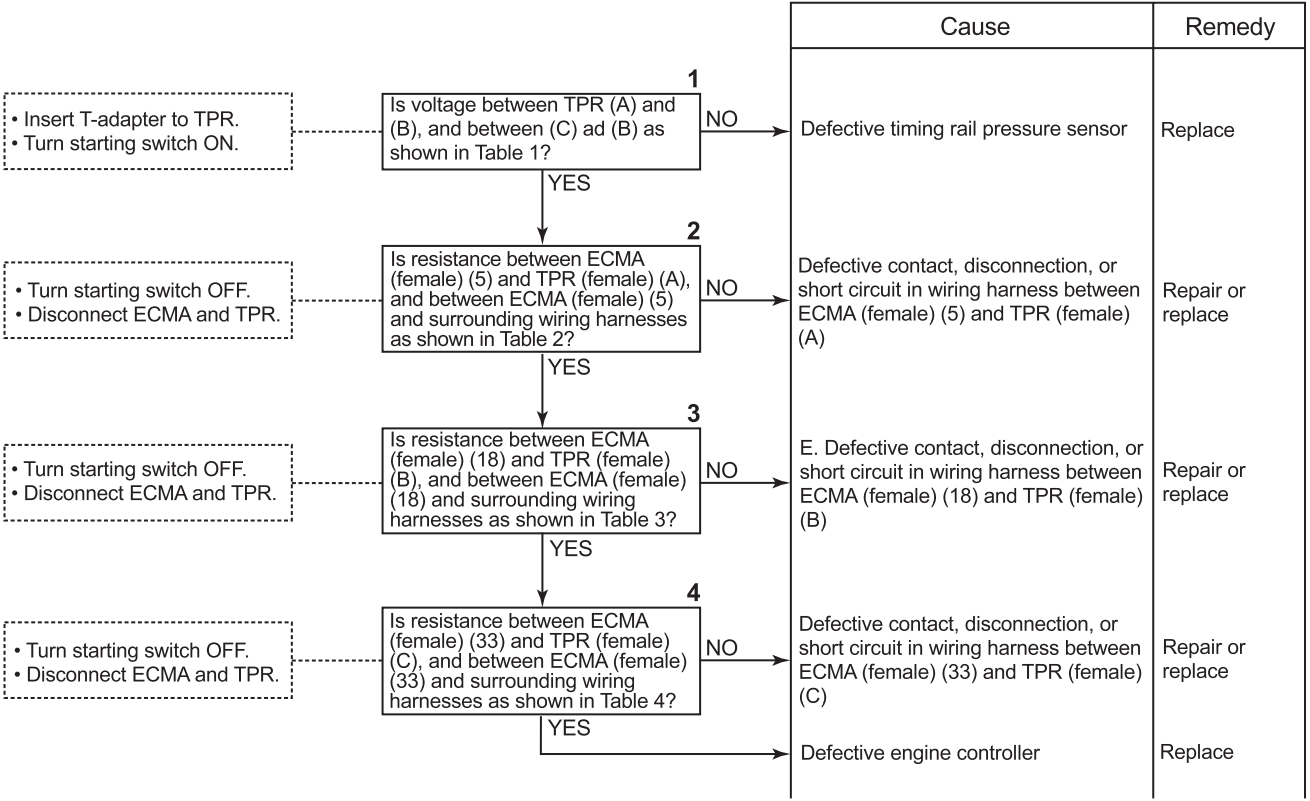 Cause
Remedy
1
• Insert T-adapter to TPR.
• Turn starting switch ON.
Is voltage between TPR (A) and
(B), and between (C) ad (B) as
shown in Table 1?
NO
Defective timing rail pressure sensor
Replace
YES
2
• Turn starting switch OFF.
• Disconnect ECMA and TPR.
Is resistance between ECMA
(female) (5) and TPR (female) (A),
and between ECMA (female) (5)
and surrounding wiring harnesses
as shown in Table 2?
NO
Defective contact, disconnection, or
short circuit in wiring harness between
ECMA (female) (5) and TPR (female)
(A)
Repair or
replace
YES
3
• Turn starting switch OFF.
• Disconnect ECMA and TPR.
Is resistance between ECMA
(female) (18) and TPR (female)
(B), and between ECMA (female)
(18) and surrounding wiring
harnesses as shown in Table 3?
NO
E. Defective contact, disconnection, or
short circuit in wiring harness between
ECMA (female) (18) and TPR (female)
(B)
Repair or
replace
YES
4
• Turn starting switch OFF.
• Disconnect ECMA and TPR.
Is resistance between ECMA
(female) (33) and TPR (female)
(C), and between ECMA (female)
(33) and surrounding wiring
harnesses as shown in Table 4?
NO
Defective contact, disconnection, or
short circuit in wiring harness between
ECMA (female) (33) and TPR (female)
(C)
Repair or
replace
YES
Defective engine controller
Replace